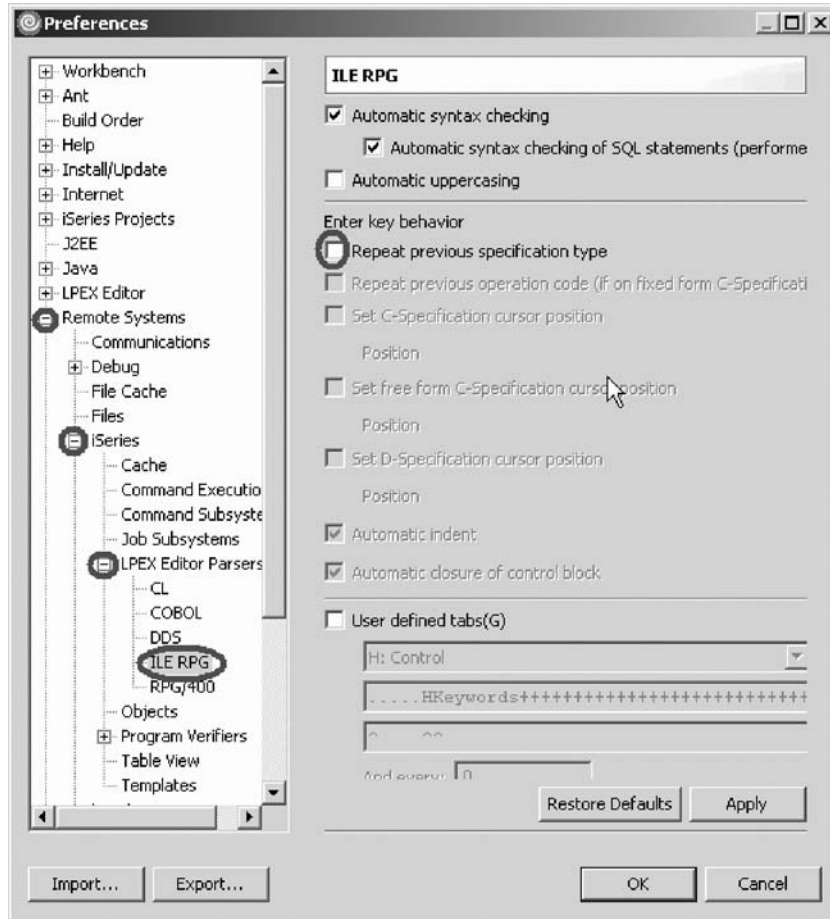 Preferences
Workbench
Ant
Build Order
Help
Install/Update
Internet
iSeries Projects
J2EE
Java
LPEX Editor
Remote Systems
Communications
Debug
File Cache
Files
iSeries
Cache
Command Executio
Command Subsyste
Job Subsystems
LPEX Editor Parsers
CL
COBOL
DDS
ILE RPG
RPG/400
Objects
Program Verifiers
Table View
Templates
ILE RPG
Automatic syntax checking
Automatic syntax checking of SQL statements (performe
Automatic uppercasing
Enter key behavior
Repeat previous specification type
Repeat previous operation code (if on fixed form C-Specificati
Set C-Specification cursor position
Position
Set free form C-Specification cursor position
Position
Set D-Specification cursor position
Position
Automatic indent
Automatic closure of control block
User defined tabs(G)
H: Control
.....HKeywords++++++++++++++++++++++++++
^ ^^
And every: 0
Restore Defaults Apply
Import... Export... OK Cancel